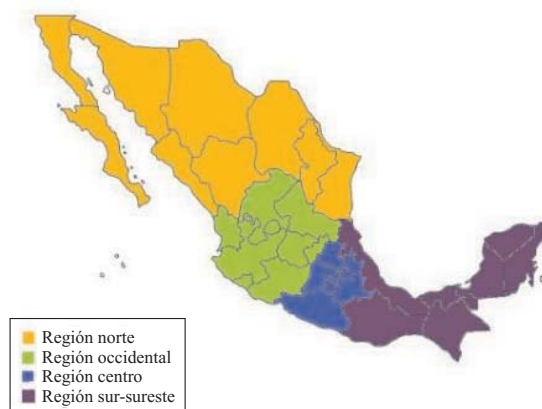 Región norte
Región occidental
Región centro
Región sur-sureste